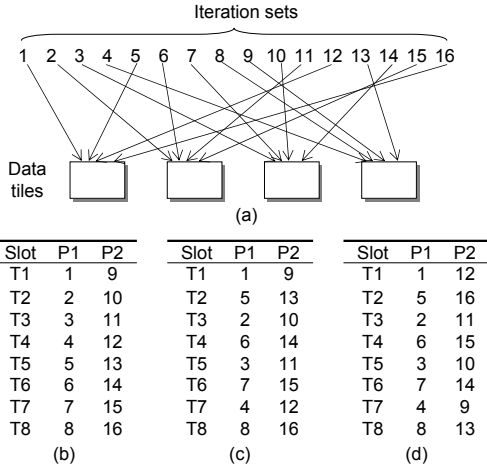 Iteration sets
1 2 3 4 5 6 7 8 9 10 11 12 13 14 15 16
Data
tiles
(a)
Slot P1 P2
T1 1 9
T2 2 10
T3 3 11
T4 4 12
T5 5 13
T6 6 14
T7 7 15
T8 8 16
(b)
Slot P1 P2
T1 1 9
T2 5 13
T3 2 10
T4 6 14
T5 3 11
T6 7 15
T7 4 12
T8 8 16
(c)
Slot P1 P2
T1 1 12
T2 5 16
T3 2 11
T4 6 15
T5 3 10
T6 7 14
T7 4 9
T8 8 13
(d)